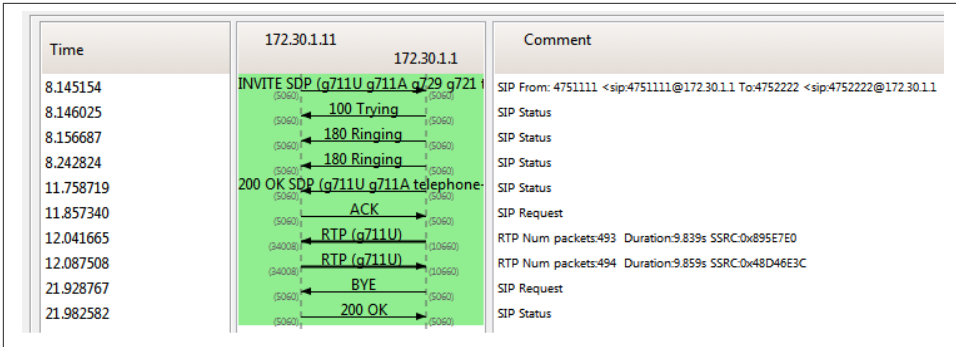 Time
172.30.1.11
172.30.1.1
Comment
8.145154
INVITE SDP (g711U g711A g729 g721 t
(5060)
SIP From: 4751111 <sip:4751111@172.30.1.1 To:4752222 <sip:4752222@172.30.1.1
8.146025
100 Trying
(5060)
(5060)
SIP Status
8.156687
180 Ringing
(5060)
(5060)
SIP Status
8.242824
180 Ringing
(5060)
(5060)
SIP Status
11.758719
200 OK SDP (g711U g711A telephone-
(5060)
(5060)
SIP Status
11.857340
ACK
(5060)
(5060)
SIP Request
12.041665
RTP (g711U)
(34008)
(10660)
RTP Num packets:493 Duration:9.839s SSRC:0x895E7E0
12.087508
RTP (g711U)
(34008)
(10660)
RTP Num packets:494 Duration:9.859s SSRC:0x48D46E3C
21.928767
BYE
(5060)
(5060)
SIP Request
21.982582
200 OK
(5060)
(5060)
SIP Status